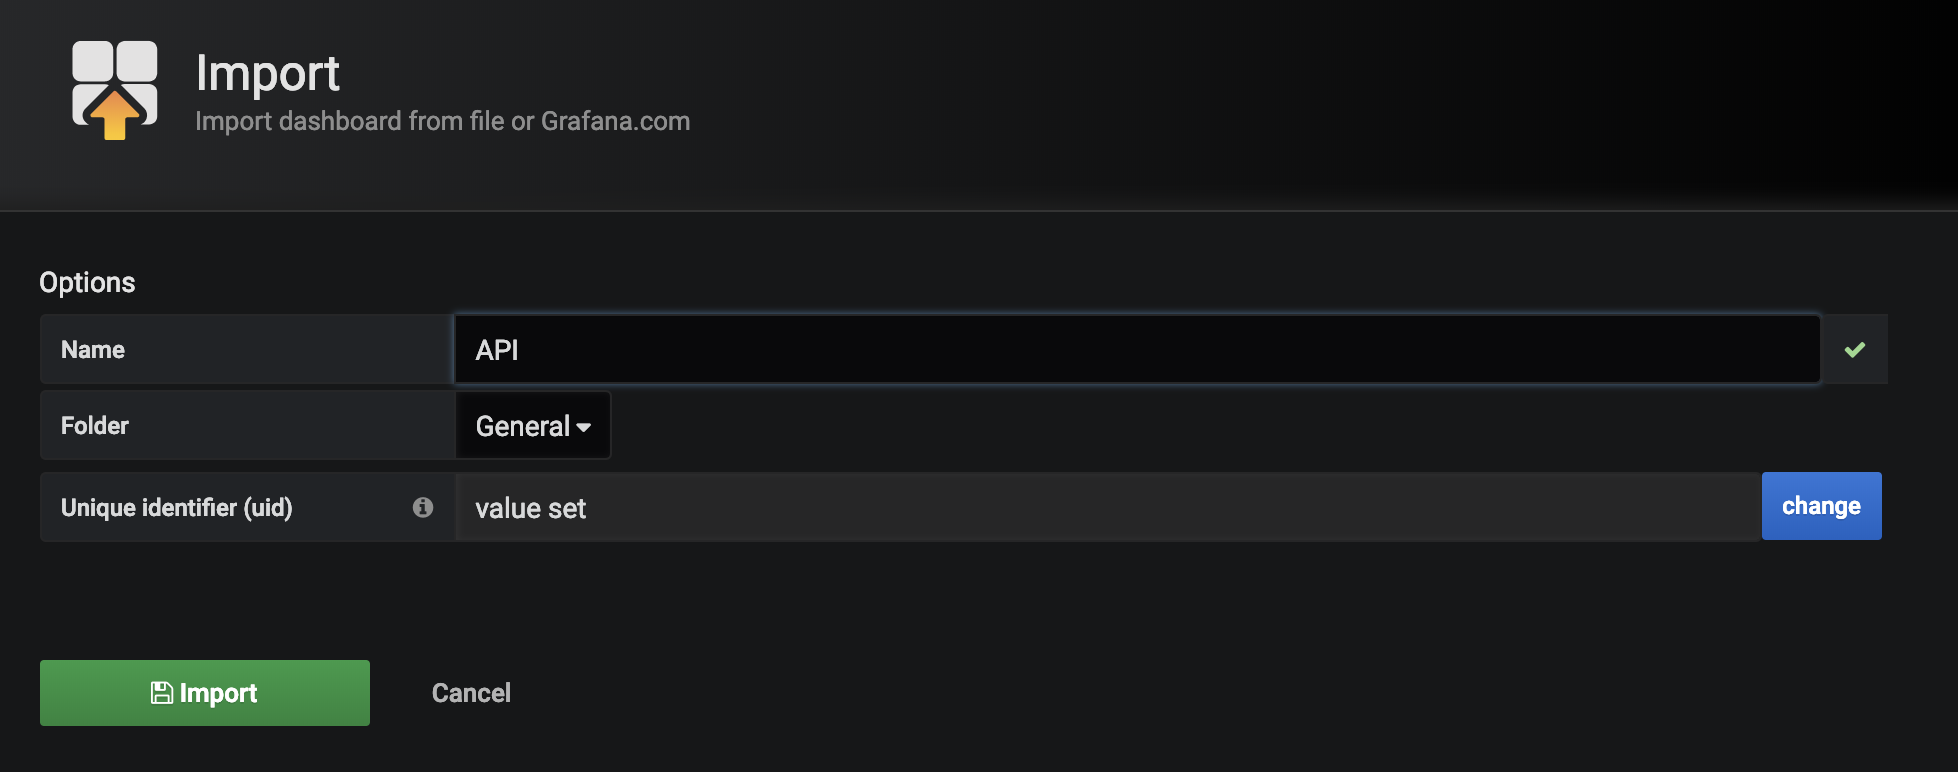 Import
Import dashboard from file or Grafana.com
Options
Name API
Folder General
Unique identifier (uid) value set change
Import Cancel